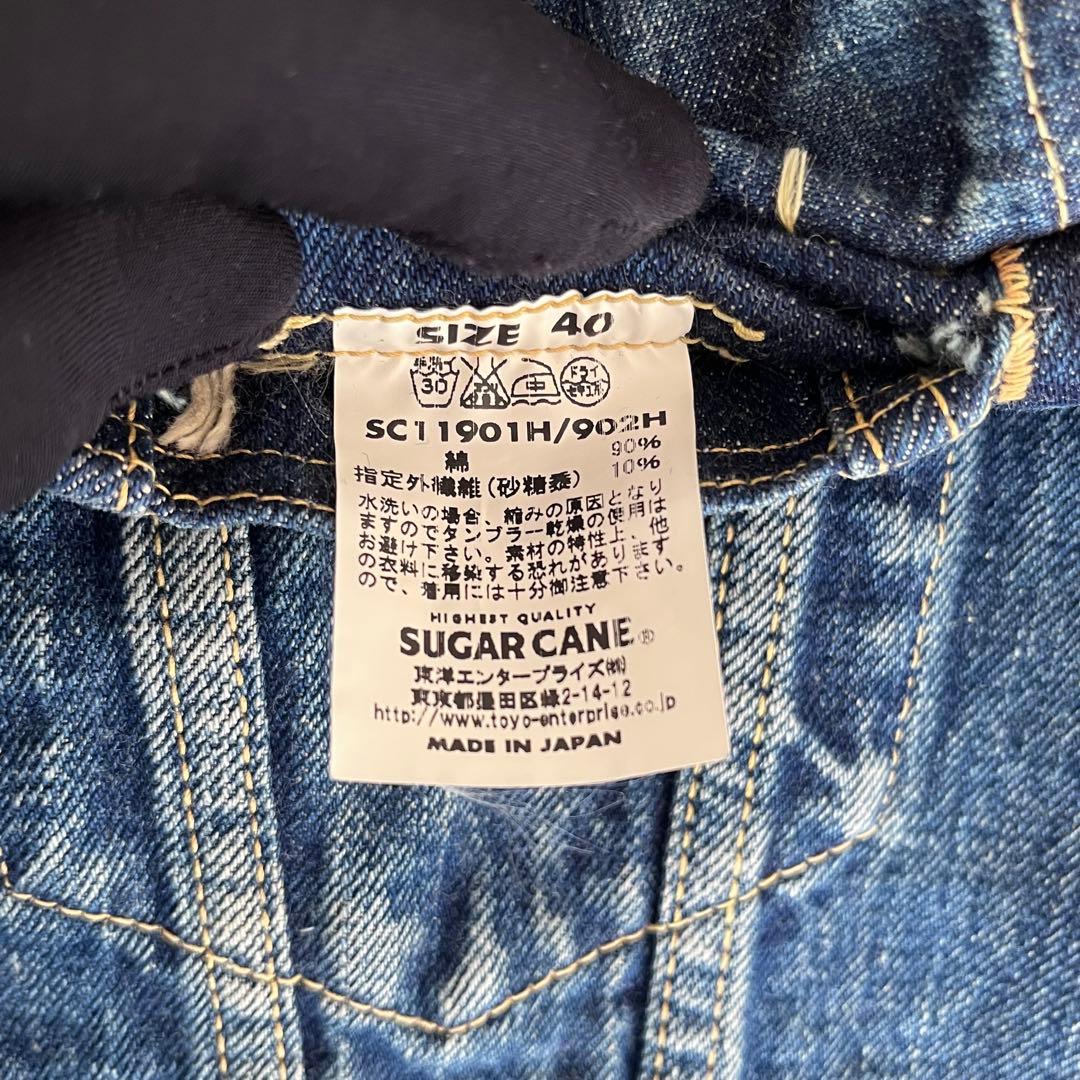 SIZE 40
30 中 ドライ
SC11901H/902H
綿 90%
指定外繊維(砂糖黍) 10%
水洗いの場合、縮みの原因となり
ますのでタンブラー乾燥の使用は
お避け下さい。素材の特性上、他
の衣料に移染する恐れがあります
ので、着用には十分御注意下さい。
HIGHEST QUALITY
SUGAR CANE®
東洋エンタープライズ㈱
東京都墨田区緑2-14-12
http://www.toyo-enterprise.co.jp
MADE IN JAPAN